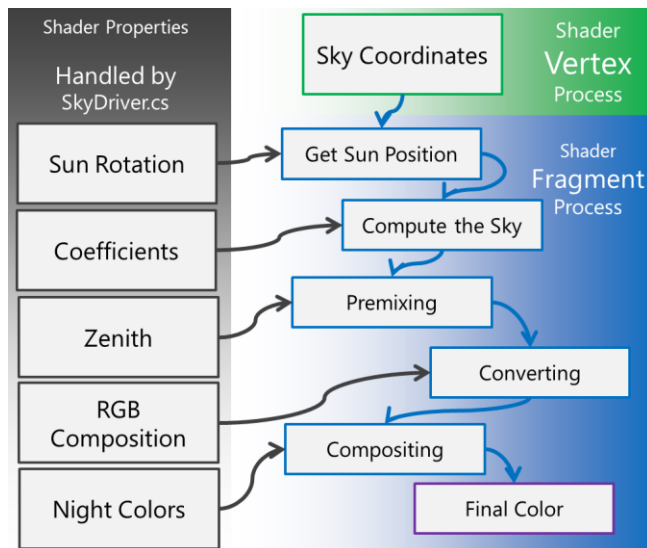 Shader Properties
Handled by
SkyDriver.cs
Sun Rotation
Coefficients
Zenith
RGB
Composition
Night Colors
Sky Coordinates
Shader
Vertex
Process
Get Sun Position
Shader
Fragment
Process
Compute the Sky
Premixing
Converting
Compositing
Final Color